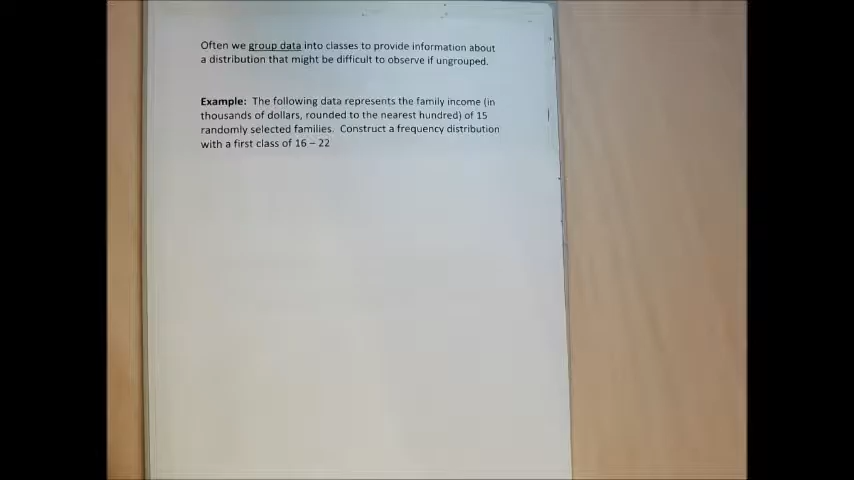 Often we group data into classes to provide information about
a distribution that might be difficult to observe if ungrouped.
Example: The following data represents the family income (in
thousands of dollars, rounded to the nearest hundred) of 15
randomly selected families. Construct a frequency distribution
with a first class of 16 – 22